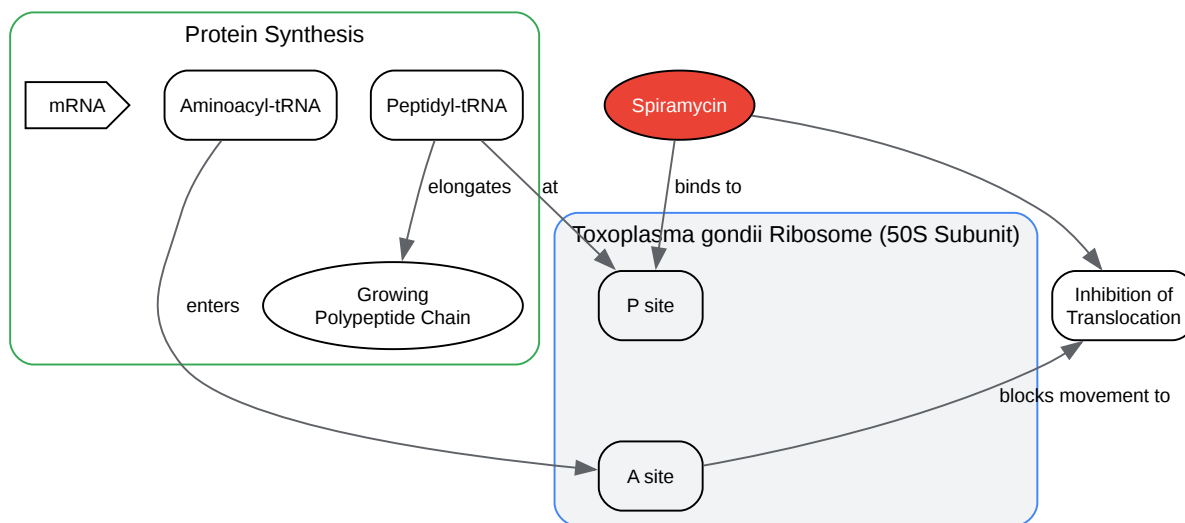 Protein Synthesis
mRNA
Aminoacyl-tRNA
Peptidyl-tRNA
Spiramycin
elongates
at
binds to
Toxoplasma gondii Ribosome (50S Subunit)
enters
Growing
Polypeptide Chain
P site
Inhibition of
Translocation
blocks movement to
A site